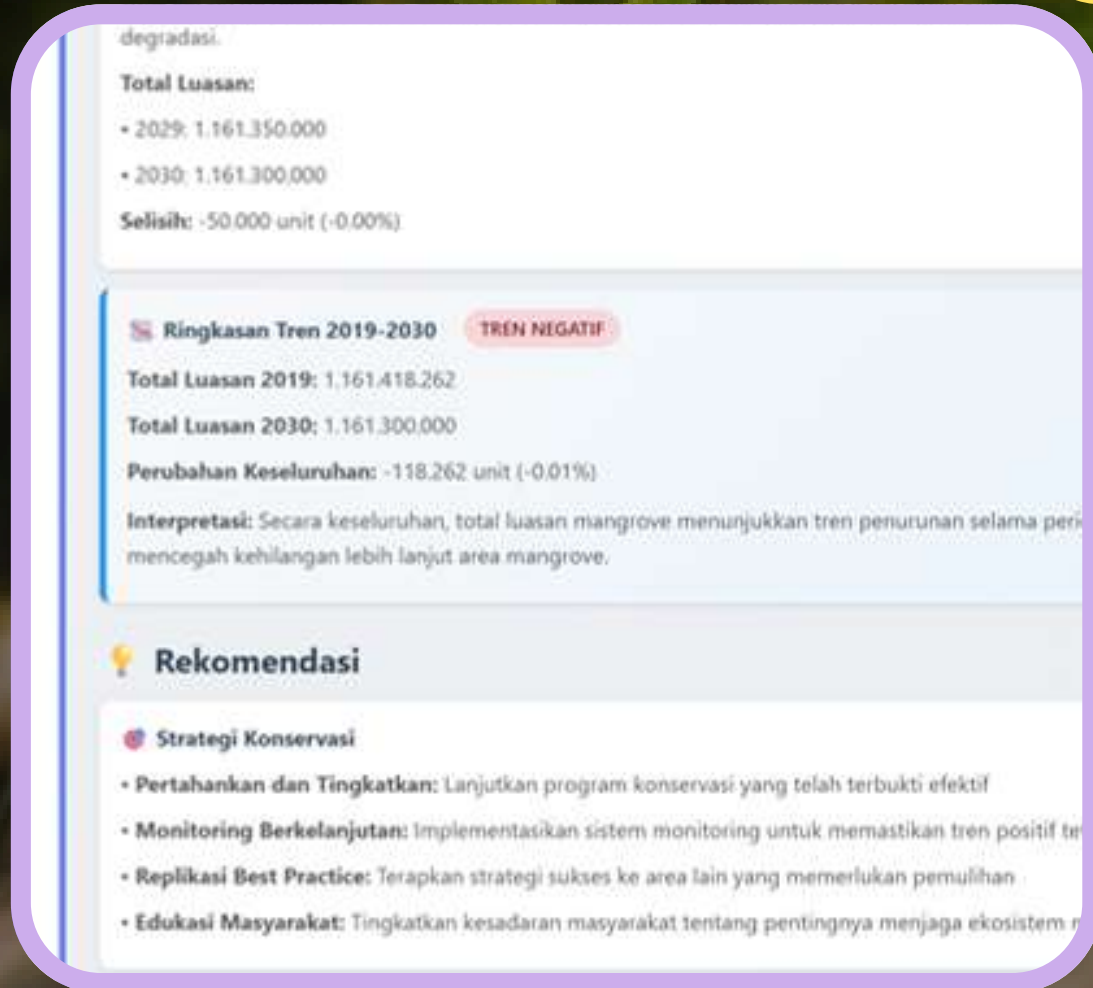 degradasi.
Total Luasan:
• 2029: 1.161.350.000
• 2030: 1.161.300.000
Selisih: -50.000 unit (-0.00%)
Ringkasan Tren 2019-2030 TREN NEGATIF
Total Luasan 2019: 1.161.418.262
Total Luasan 2030: 1.161.300.000
Perubahan Keseluruhan: -118.262 unit (-0.01%)
Interpretasi: Secara keseluruhan, total luasan mangrove menunjukkan tren penurunan selama
mencegah kehilangan lebih lanjut area mangrove.
Rekomendasi
Strategi Konservasi
• Pertahankan dan Tingkatkan: Lanjutkan program konservasi yang telah terbukti efektif
• Monitoring Berkelanjutan: Implementasikan sistem monitoring untuk memastikan tren positif
• Replikasi Best Practice: Terapkan strategi sukses ke area lain yang memerlukan pemulihan
• Edukasi Masyarakat: Tingkatkan kesadaran masyarakat tentang pentingnya menjaga ekosistem